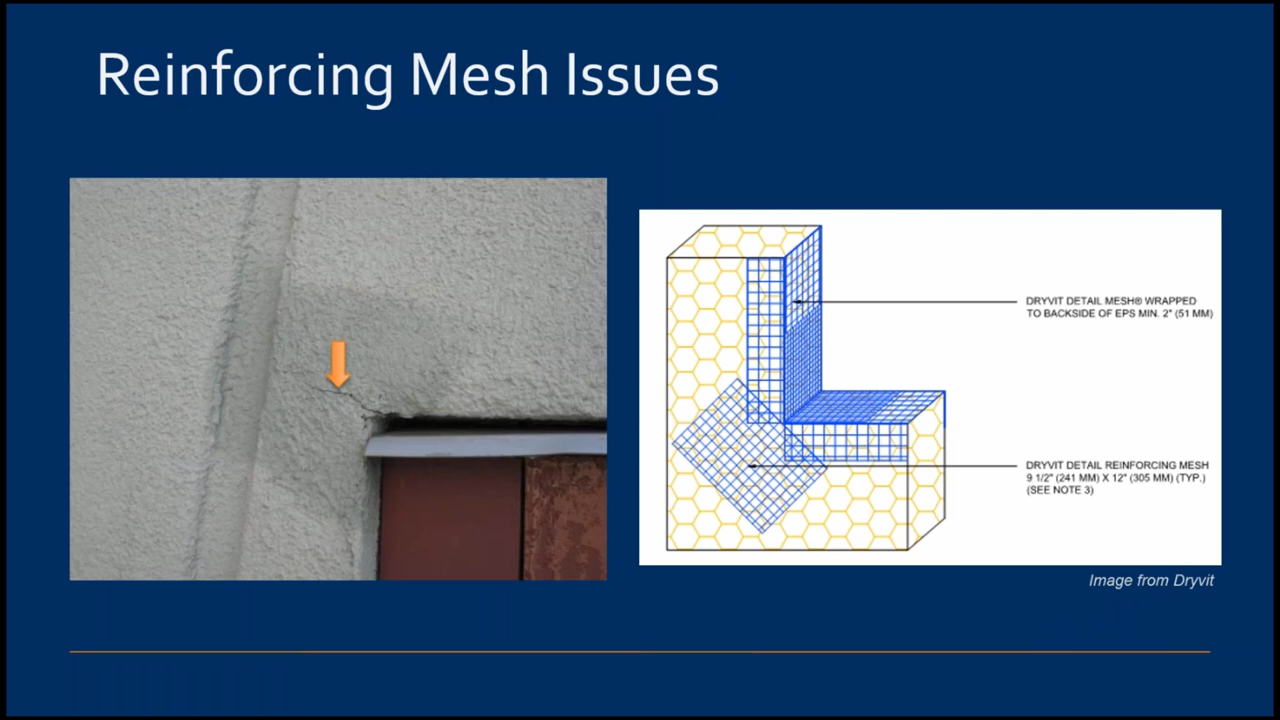 Reinforcing Mesh Issues
DRYVIT DETAIL MESH® WRAPPED
TO BACKSIDE OF EPS MIN. 2" (51 MM)
DRYVIT DETAIL REINFORCING MESH
9 1/2" (241 MM) X 12" (305 MM) (TYP.)
(SEE NOTE 3)
Image from Dryvit